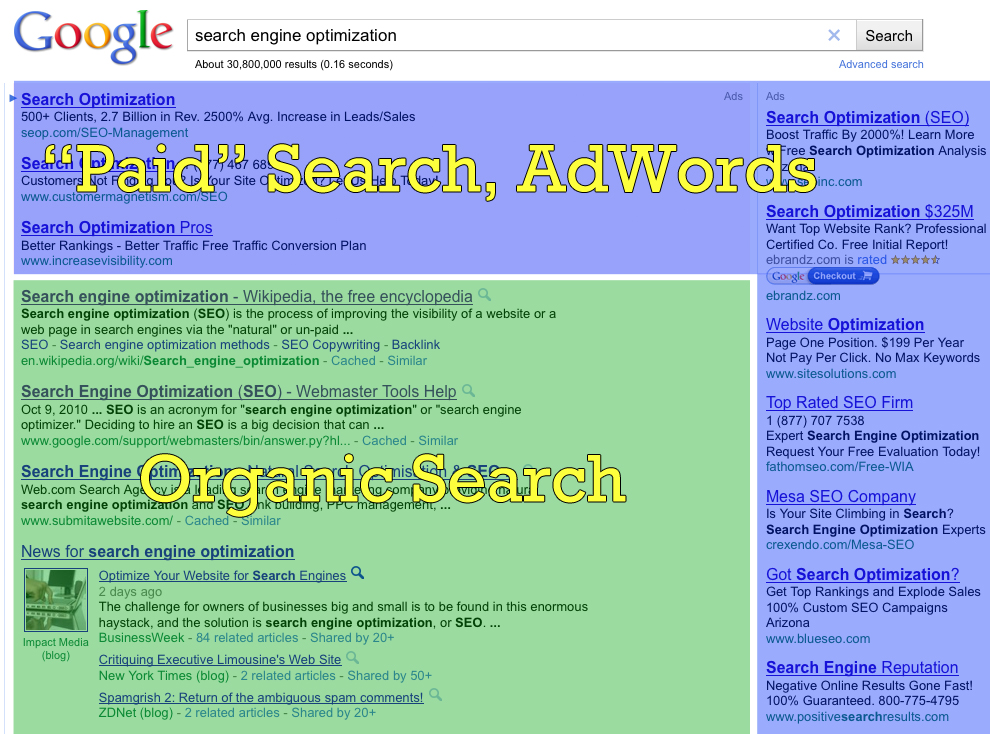 Google
search engine optimization
Search
About 30,800,000 results (0.16 seconds)
Advanced search
Ads
Search Optimization
500+ Clients, 2.7 Billion in Rev. 2500% Avg. Increase in Leads/Sales
seop.com/SEO-Management
Search
“Paid” Search, AdWords
Customers Not
Is Your Site
www.customermagnetism.com/SEO
Search Optimization Pros
Better Rankings - Better Traffic Free Traffic Conversion Plan
www.increasevisibility.com
Search engine optimization - Wikipedia, the free encyclopedia
Search engine optimization (SEO) is the process of improving the visibility of a website or a
web page in search engines via the "natural" or un-paid ...
SEO - Search engine optimization methods - SEO Copywriting - Backlink
en.wikipedia.org/wiki/Search_engine_optimization - Cached - Similar
Search Engine Optimization (SEO) - Webmaster Tools Help
Oct 9, 2010 ... SEO is an acronym for "search engine optimization" or "search engine
optimizer." Deciding to hire an SEO is a big decision that can ...
www.google.com/support/webmasters/bin/answer.py?hl... - Cached - Similar
Search Engine
Organic Search
Web.com Search Agency
search engine optimization and SEO, link building, PPC management, ...
www.submitawebsite.com/ - Cached - Similar
News for search engine optimization
Optimize Your Website for Search Engines
2 days ago
The challenge for owners of businesses big and small is to be found in this enormous
haystack, and the solution is search engine optimization, or SEO. ...
BusinessWeek - 84 related articles - Shared by 20+
Impact Media
(blog)
Critiquing Executive Limousine's Web Site
New York Times (blog) - 2 related articles - Shared by 50+
Spamgrish 2: Return of the ambiguous spam comments!
ZDNet (blog) - 2 related articles - Shared by 20+
Ads
Search Optimization (SEO)
Boost Traffic By 2000%! Learn More
Free Search Optimization Analysis
Search Optimization $325M
Want Top Website Rank? Professional
Certified Co. Free Initial Report!
ebrandz.com is rated
Google Checkout
ebrandz.com
Website Optimization
Page One Position. $199 Per Year
Not Pay Per Click. No Max Keywords
www.sitesolutions.com
Top Rated SEO Firm
1 (877) 707 7538
Expert Search Engine Optimization
Request Your Free Evaluation Today!
fathomseo.com/Free-WIA
Mesa SEO Company
Is Your Site Climbing in Search?
Search Engine Optimization Experts
crexendo.com/Mesa-SEO
Got Search Optimization?
Get Top Rankings and Explode Sales
100% Custom SEO Campaigns
Arizona
www.blueseo.com
Search Engine Reputation
Negative Online Results Gone Fast!
100% Guaranteed. 800-775-4795
www.positivesearchresults.com